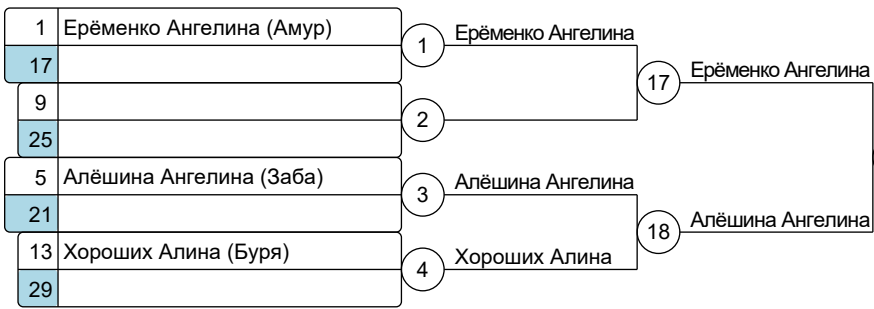 1 Ерёменко Ангелина (Амур)
17
1 Ерёменко Ангелина
9
25
2
17 Ерёменко Ангелина
5 Алёшина Ангелина (Заба)
21
3 Алёшина Ангелина
13 Хороших Алина (Буря)
29
4 Хороших Алина
18 Алёшина Ангелина